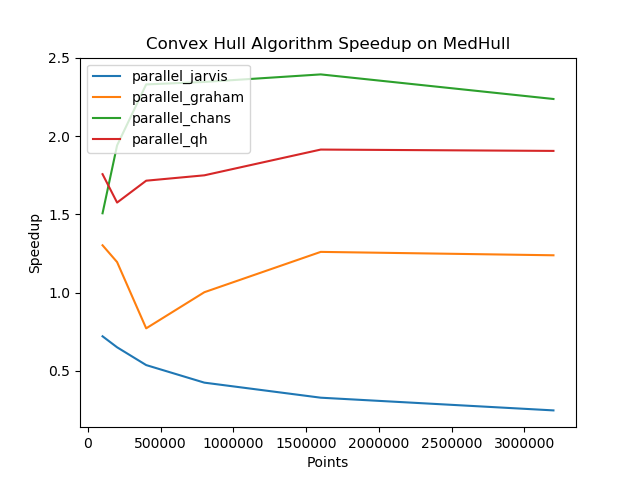 Convex Hull Algorithm Speedup on MedHull
parallel_jarvis
parallel_graham
parallel_chans
parallel_qh
2.5
2.0
1.5
1.0
0.5
Speedup
0
500000
1000000
1500000
2000000
2500000
3000000
Points